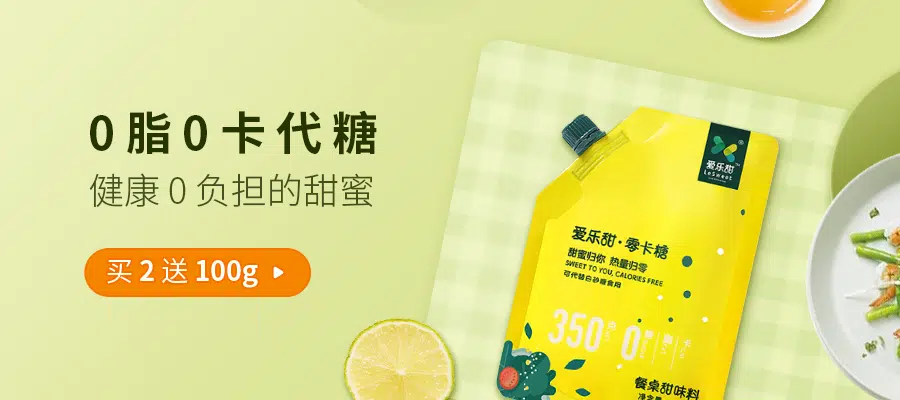 0脂0卡代糖
健康0负担的甜蜜
买2送100g
爱乐甜
LeSweet
爱乐甜·零卡糖
甜蜜归你 热量归零
SWEET TO YOU, CALORIES FREE
可代替白砂糖食用
350
0
餐桌甜味料